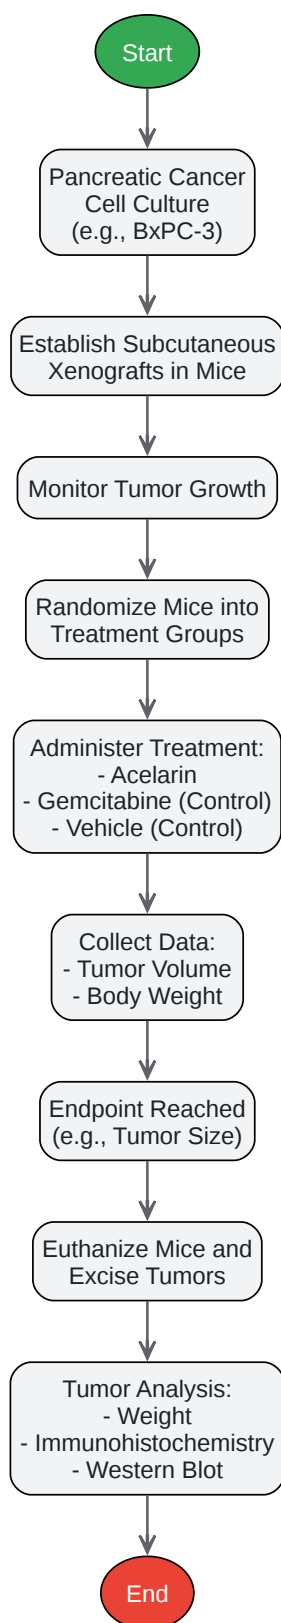 Start
Pancreatic Cancer
Cell Culture
(e.g., BxPC-3)
Establish Subcutaneous
Xenografts in Mice
Monitor Tumor Growth
Randomize Mice into
Treatment Groups
Administer Treatment:
- Acelarin
- Gemcitabine (Control)
- Vehicle (Control)
Collect Data:
- Tumor Volume
- Body Weight
Endpoint Reached
(e.g., Tumor Size)
Euthanize Mice and
Excise Tumors
Tumor Analysis:
- Weight
- Immunohistochemistry
- Western Blot
End